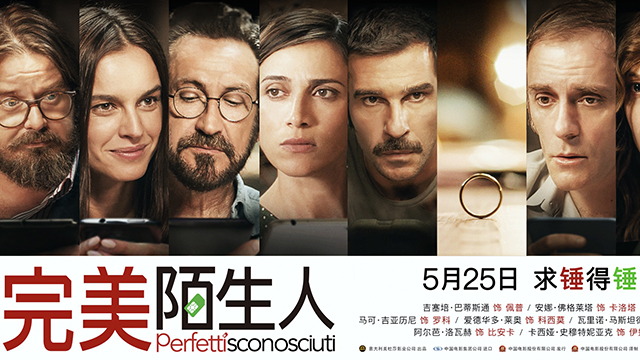 完美陌生人
Perfetti sconosciuti
5月25日 求锤得锤
吉塞培·巴蒂斯通 饰 佩普 / 安娜·佛格莱塔 饰 卡洛塔
马可·吉亚历尼 饰 罗科 / 爱德华多·莱奥 饰 科西莫 / 瓦里诺·马斯坦
阿尔芭·洛瓦赫 饰 比安卡 / 卡西娅·史穆特妮亚克 饰 伊